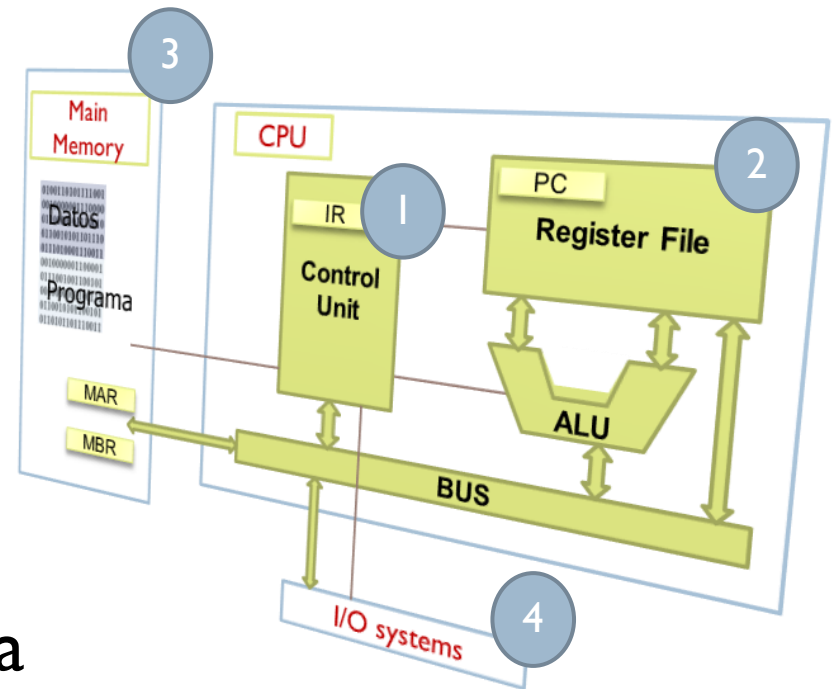 3
Main
Memory
Datos
Programa
MAR
MBR
CPU
IR
1
Control
Unit
PC
2
Register File
ALU
BUS
I/O systems
4
a